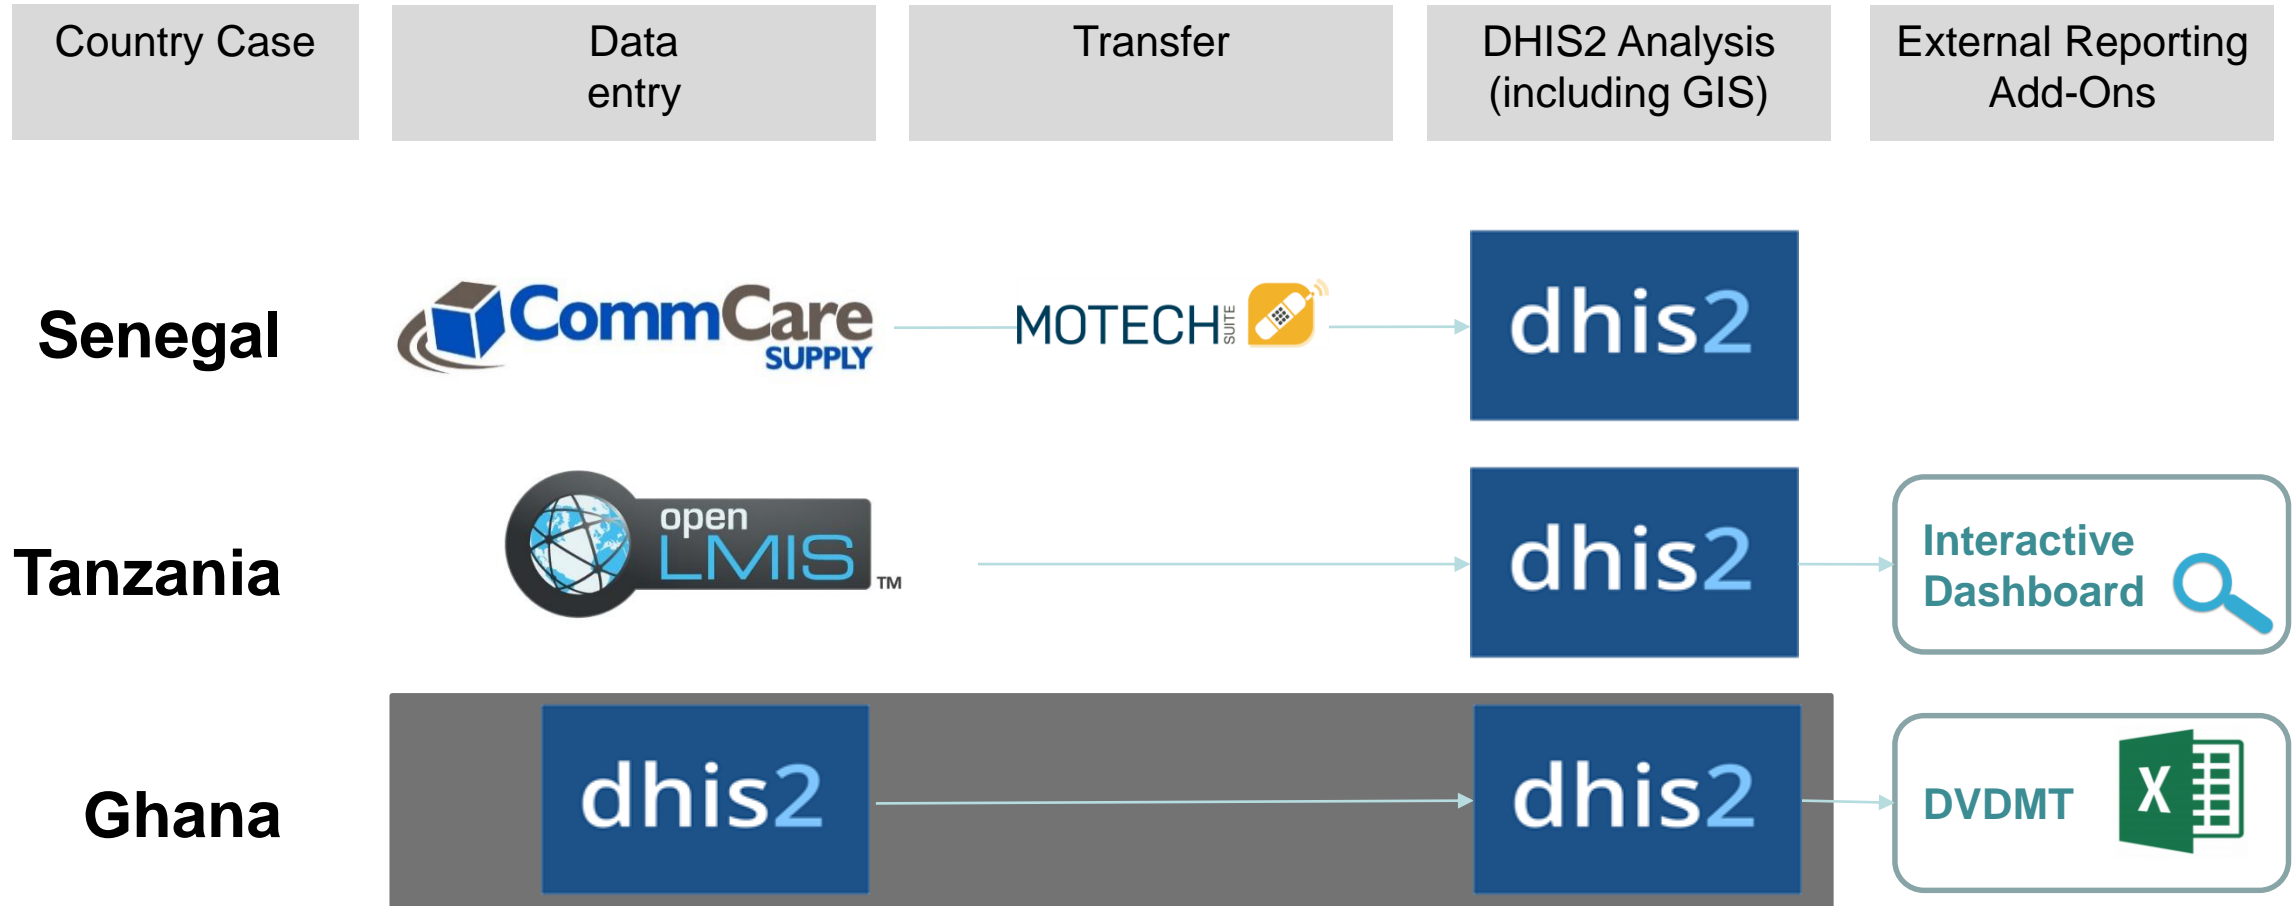 Country Case
Data
entry
Transfer
DHIS2 Analysis
(including GIS)
External Reporting
Add-Ons
Senegal
CommCare
SUPPLY
MOTECH
SUITE
dhis2
Tanzania
open
LMIS
TM
dhis2
Interactive
Dashboard
Ghana
dhis2
dhis2
DVDMT
X